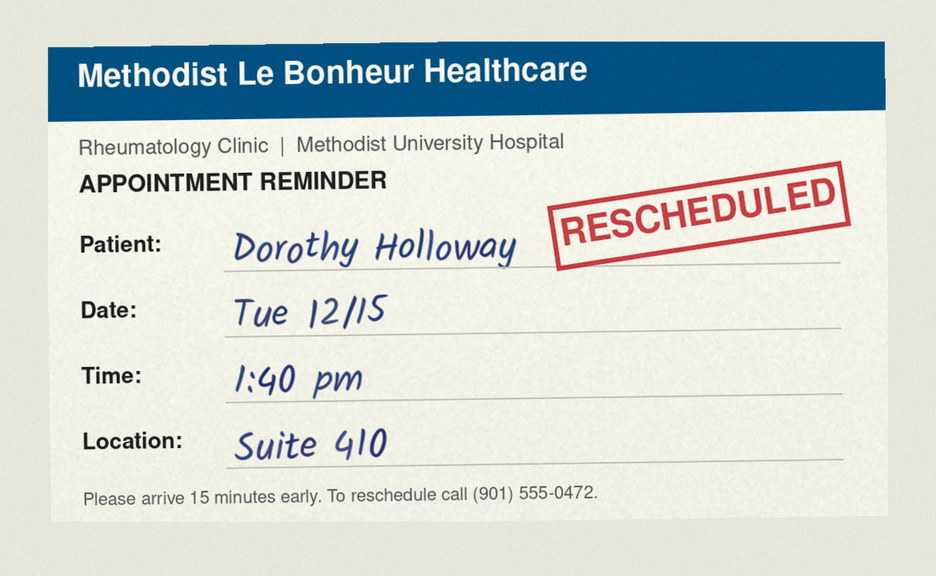 Methodist Le Bonheur Healthcare
Rheumatology Clinic | Methodist University Hospital
APPOINTMENT REMINDER
RESCHEDULED
Patient: Dorothy Holloway
Date: Tue 12/15
Time: 1:40 pm
Location: Suite 410
Please arrive 15 minutes early. To reschedule call (901) 555-0472.